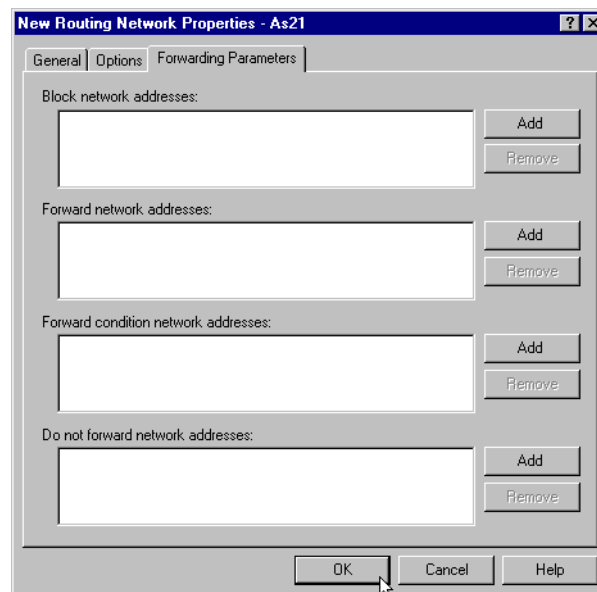 New Routing Network Properties - As21
General Options Forwarding Parameters
Block network addresses:
Add
Remove
Forward network addresses:
Add
Remove
Forward condition network addresses:
Add
Remove
Do not forward network addresses:
Add
Remove
OK Cancel Help